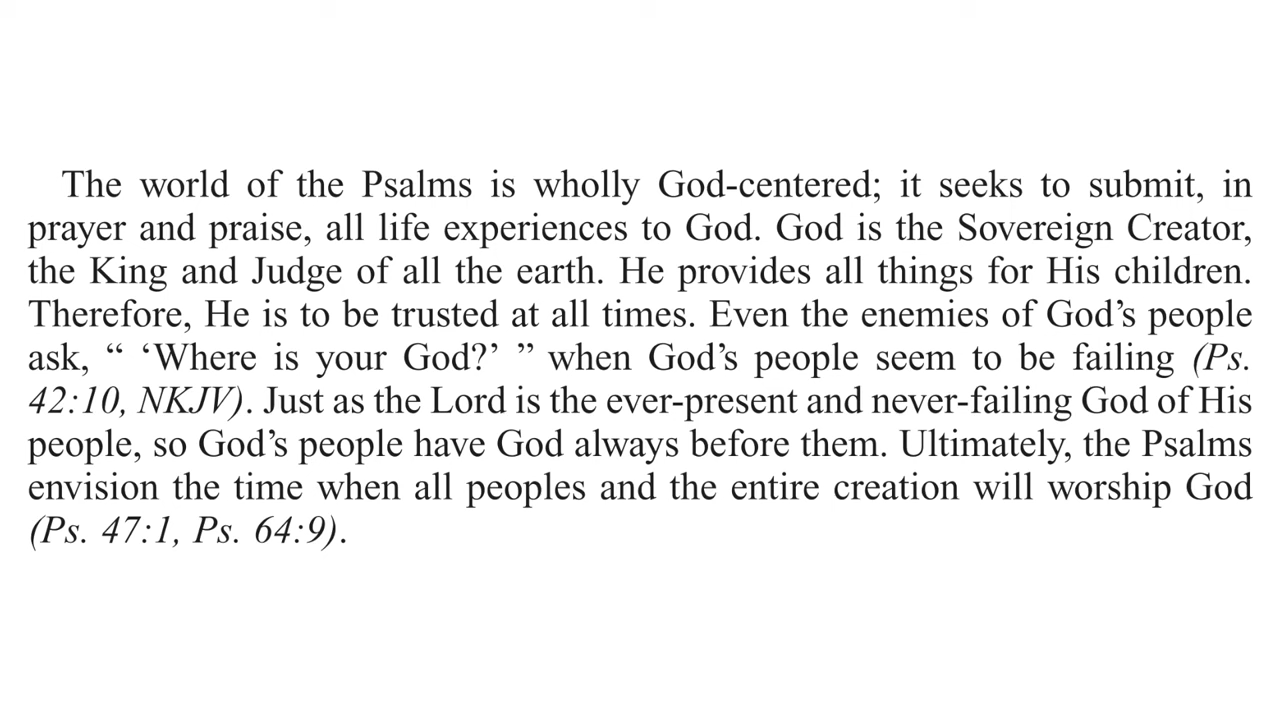 The world of the Psalms is wholly God-centered; it seeks to submit, in
prayer and praise, all life experiences to God. God is the Sovereign Creator,
the King and Judge of all the earth. He provides all things for His children.
Therefore, He is to be trusted at all times. Even the enemies of God’s people
ask, “ ‘Where is your God?’ ” when God’s people seem to be failing (Ps.
42:10, NKJV). Just as the Lord is the ever-present and never-failing God of His
people, so God’s people have God always before them. Ultimately, the Psalms
envision the time when all peoples and the entire creation will worship God
(Ps. 47:1, Ps. 64:9).